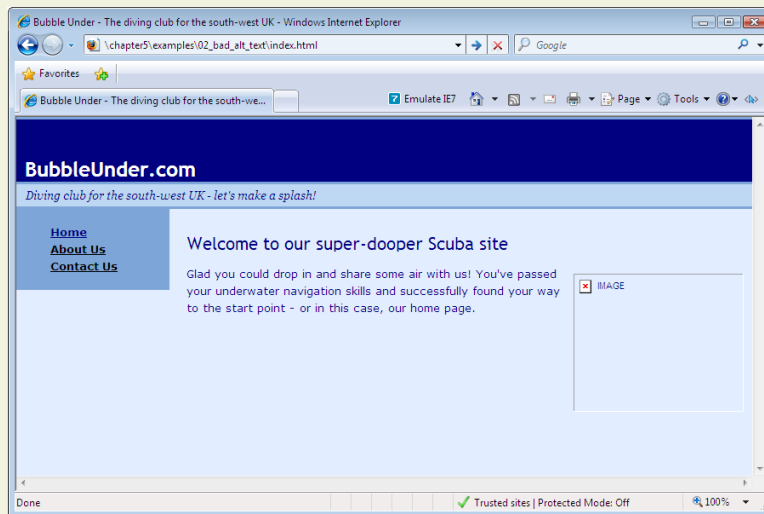 Bubble Under - The diving club for the south-west UK - Windows Internet Explorer
\chapter5\examples\02_bad_alt_text\index.html
Google
Favorites
Bubble Under - The diving club for the south-we...
7 Emulate IE7
Page
Tools
BubbleUnder.com
Diving club for the south-west UK - let's make a splash!
Home
About Us
Contact Us
Welcome to our super-dooper Scuba site
Glad you could drop in and share some air with us! You've passed
your underwater navigation skills and successfully found your way
to the start point - or in this case, our home page.
IMAGE
Done
Trusted sites | Protected Mode: Off
100%